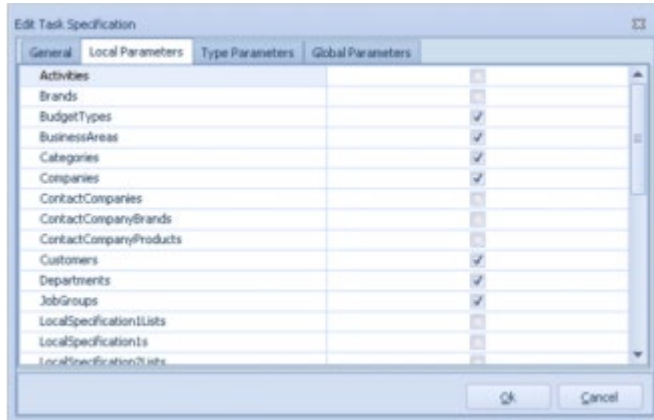 Edit Task Specification
General Local Parameters Type Parameters Global Parameters
Activities
Brands
BudgetTypes
BusinessAreas
Categories
Companies
ContactCompanies
ContactCompanyBrands
ContactCompanyProducts
Customers
Departments
JobGroups
LocalSpecification1Lists
LocalSpecification1s
LocalSpecification2Lists
Ok Cancel